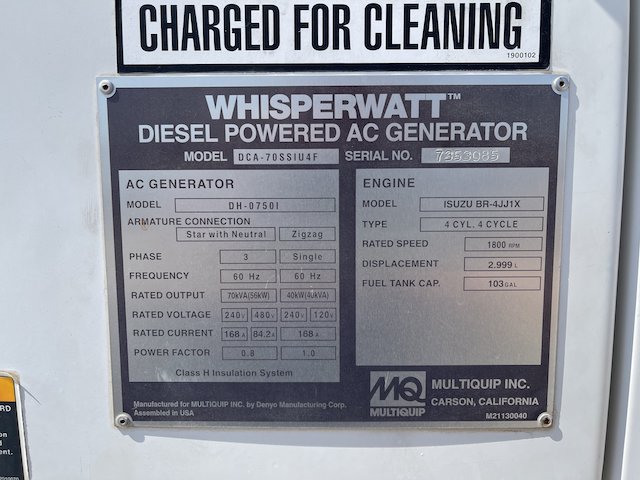 CHARGED FOR CLEANING
1900102
WHISPERWATT™
DIESEL POWERED AC GENERATOR
MODEL DCA-70SSIU4F SERIAL NO. 7353085
AC GENERATOR
MODEL DH-0750I
ARMATURE CONNECTION
Star with Neutral Zigzag
PHASE 3 Single
FREQUENCY 60 Hz 60 Hz
RATED OUTPUT 70kVA(56kW) 40kW(40kVA)
RATED VOLTAGE 240V 480V 240V 120V
RATED CURRENT 168A 84.2A 168A
POWER FACTOR 0.8 1.0
Class H Insulation System
ENGINE
MODEL ISUZU BR-4JJ1X
TYPE 4 CYL, 4 CYCLE
RATED SPEED 1800 RPM
DISPLACEMENT 2.999 L
FUEL TANK CAP. 103 GAL
Manufactured for MULTIQUIP INC. by Denyo Manufacturing Corp.
Assembled in USA
MQ
MULTIQUIP
MULTIQUIP INC.
CARSON, CALIFORNIA
M21130040
RD
on
ent.